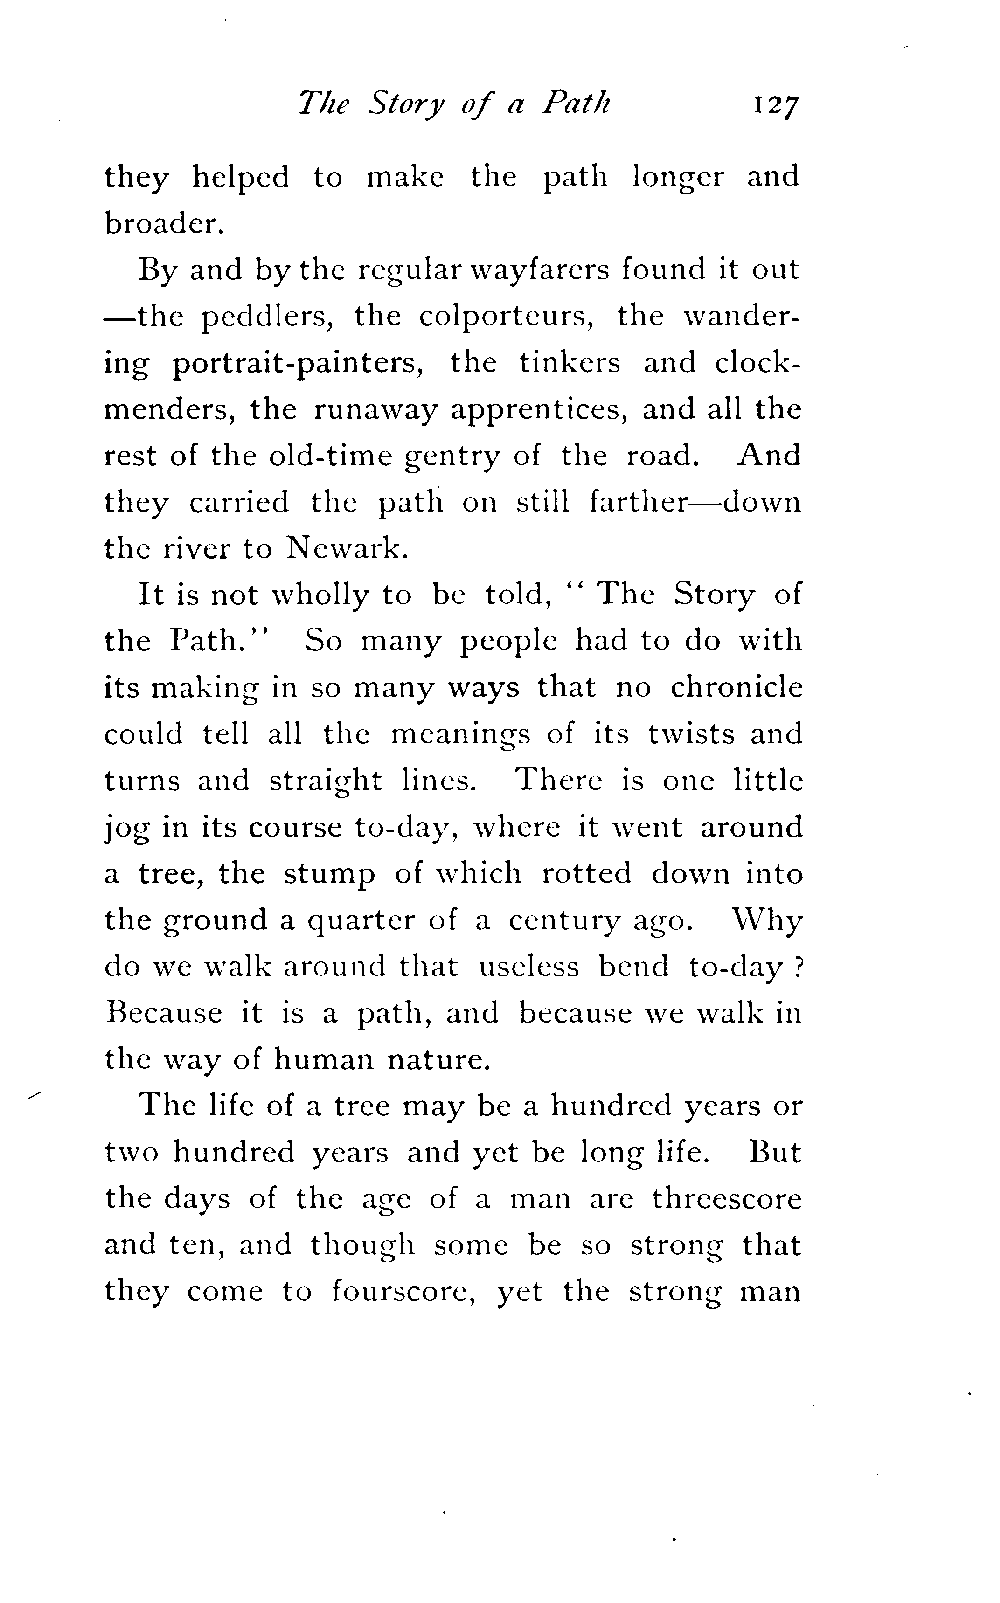 The Story of a Path 127
they helped to make the path longer and
broader.
By and by the regular wayfarers found it out
—the peddlers, the colporteurs, the wander-
ing portrait-painters, the tinkers and clock-
menders, the runaway apprentices, and all the
rest of the old-time gentry of the road. And
they carried the path on still farther—down
the river to Newark.
It is not wholly to be told, “ The Story of
the Path.” So many people had to do with
its making in so many ways that no chronicle
could tell all the meanings of its twists and
turns and straight lines. There is one little
jog in its course to-day, where it went around
a tree, the stump of which rotted down into
the ground a quarter of a century ago. Why
do we walk around that useless bend to-day ?
Because it is a path, and because we walk in
the way of human nature.
The life of a tree may be a hundred years or
two hundred years and yet be long life. But
the days of the age of a man are threescore
and ten, and though some be so strong that
they come to fourscore, yet the strong man